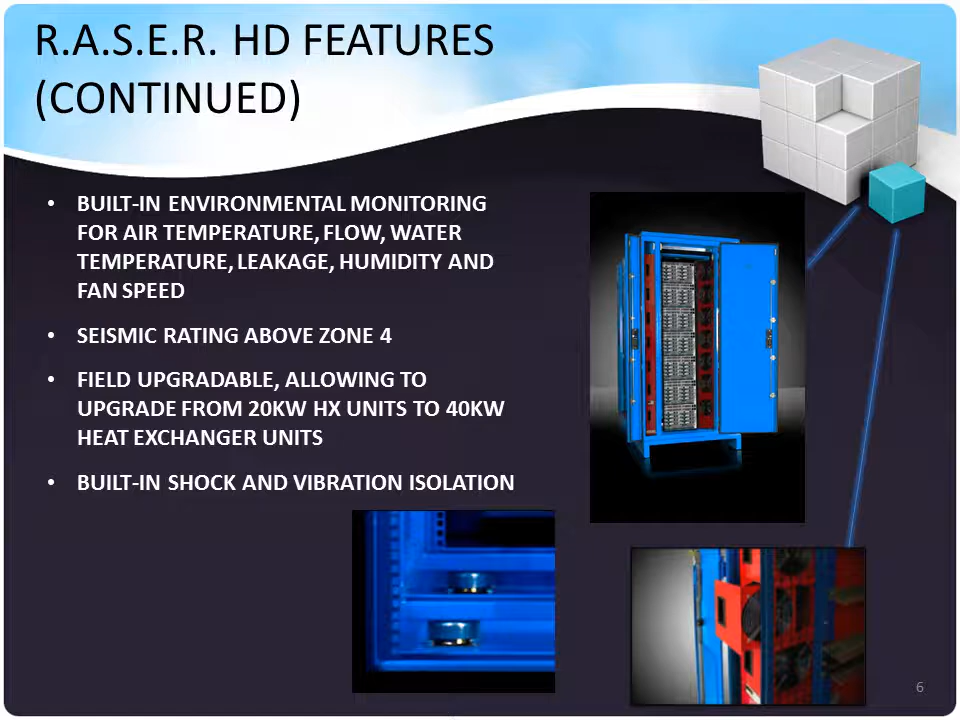 R.A.S.E.R. HD FEATURES
(CONTINUED)
• BUILT-IN ENVIRONMENTAL MONITORING
FOR AIR TEMPERATURE, FLOW, WATER
TEMPERATURE, LEAKAGE, HUMIDITY AND
FAN SPEED
• SEISMIC RATING ABOVE ZONE 4
• FIELD UPGRADABLE, ALLOWING TO
UPGRADE FROM 20KW HX UNITS TO 40KW
HEAT EXCHANGER UNITS
• BUILT-IN SHOCK AND VIBRATION ISOLATION
6